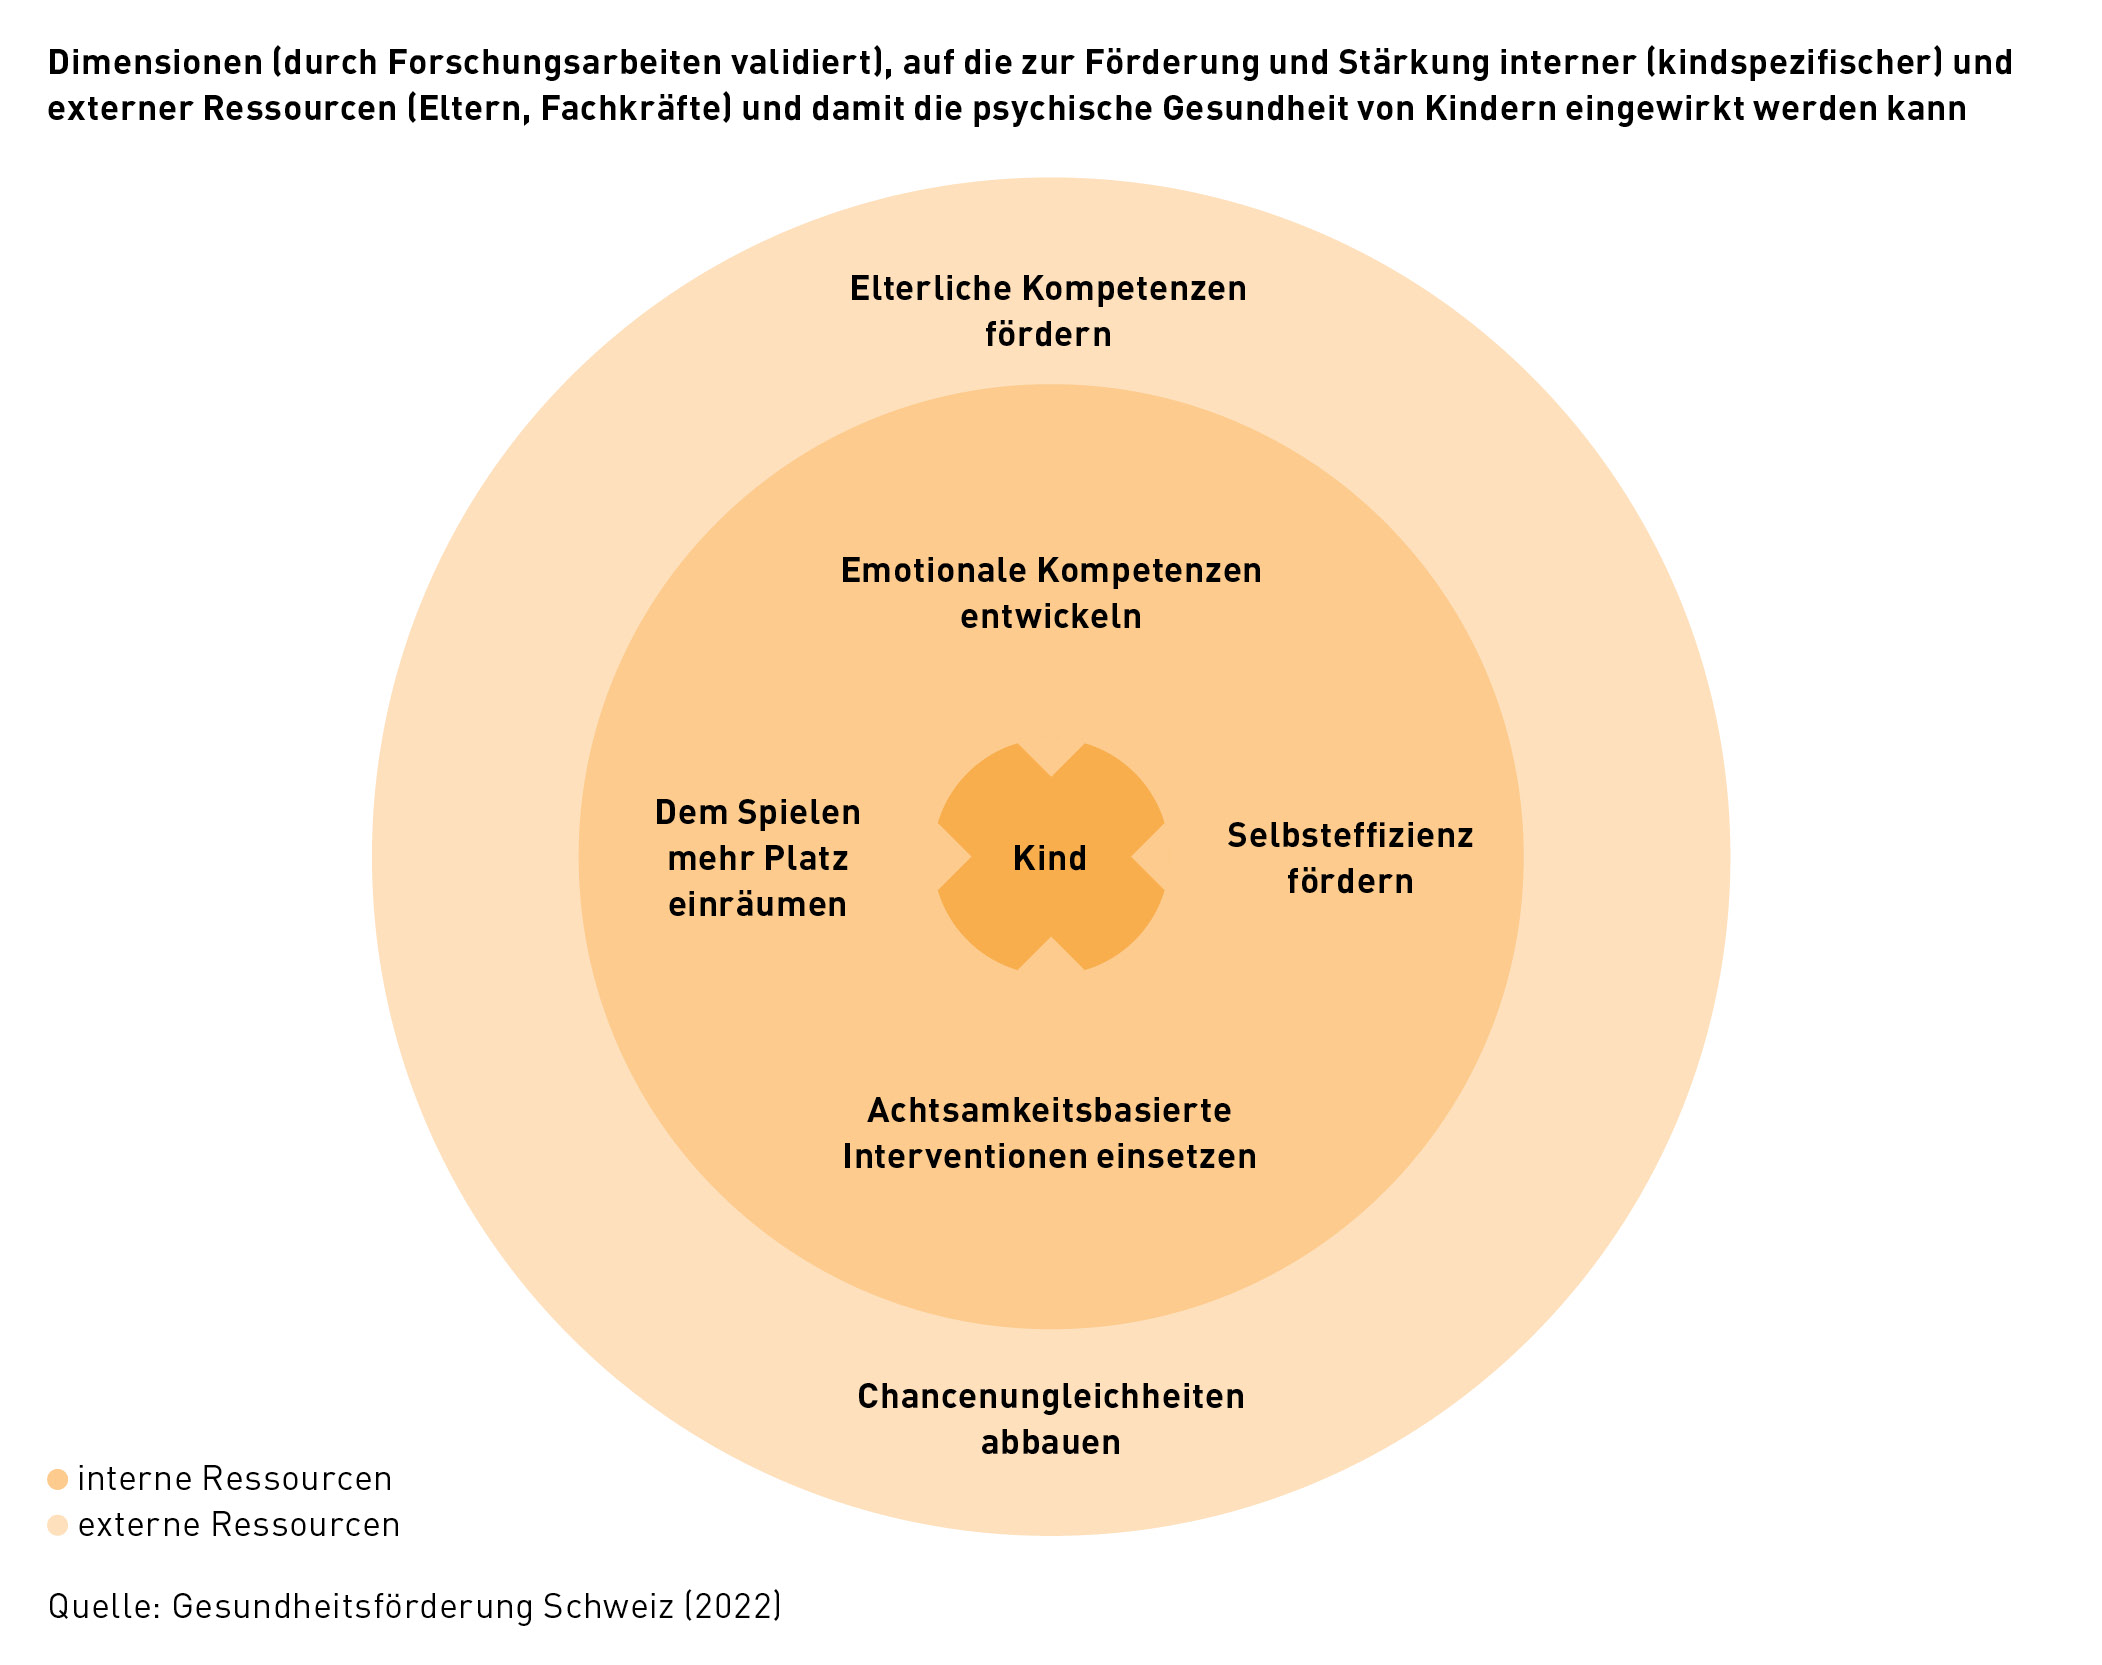 Dimensionen (durch Forschungsarbeiten validiert), auf die zur Förderung und Stärkung interner (kindspezifischer) und
externer Ressourcen (Eltern, Fachkräfte) und damit die psychische Gesundheit von Kindern eingewirkt werden kann
Elterliche Kompetenzen
fördern
Emotionale Kompetenzen
entwickeln
Dem Spielen
mehr Platz
einräumen
Kind
Selbsteffizienz
fördern
Achtsamkeitsbasierte
Interventionen einsetzen
Chancenungleichheiten
abbauen
interne Ressourcen
externe Ressourcen
Quelle: Gesundheitsförderung Schweiz (2022)